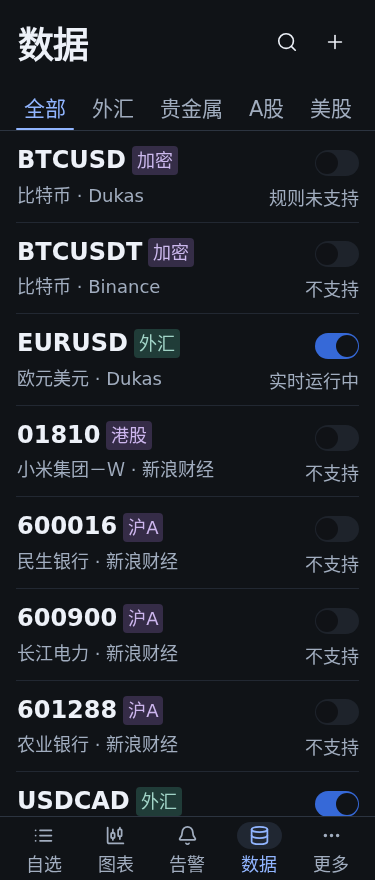 数据
全部 外汇 贵金属 A股 美股
BTCUSD 加密
比特币 · Dukas 规则未支持
BTCUSDT 加密
比特币 · Binance 不支持
EURUSD 外汇
欧元美元 · Dukas 实时运行中
01810 港股
小米集团－W · 新浪财经 不支持
600016 沪A
民生银行 · 新浪财经 不支持
600900 沪A
长江电力 · 新浪财经 不支持
601288 沪A
农业银行 · 新浪财经 不支持
USDCAD 外汇
自选 图表 告警 数据 更多